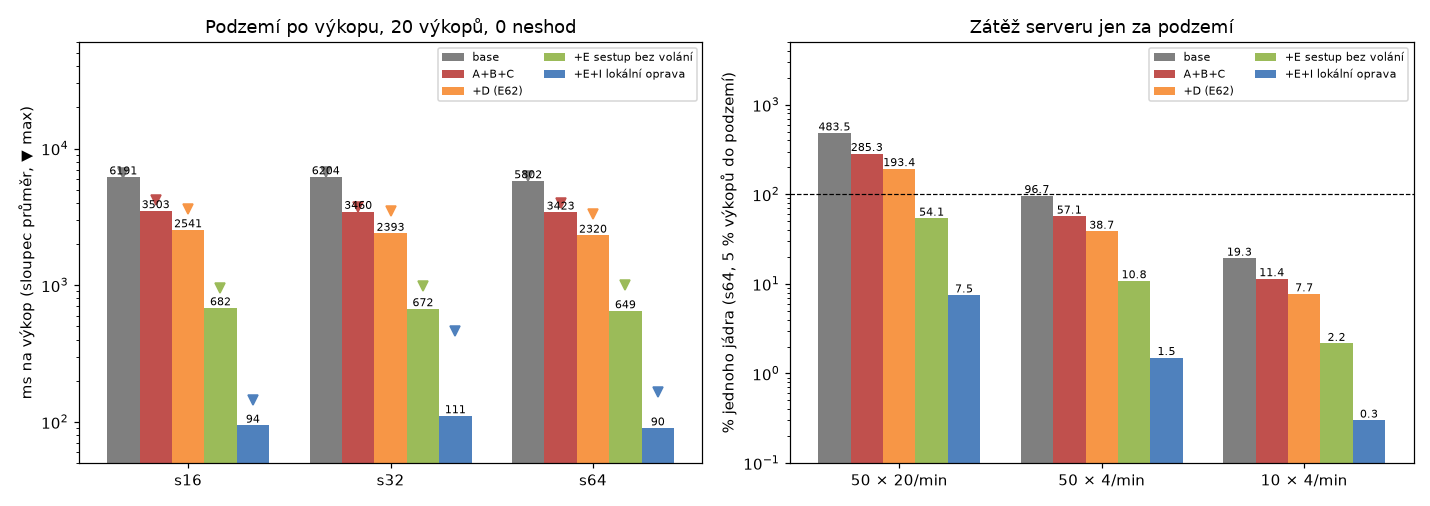 Podzemí po výkopu, 20 výkopů, 0 neshod
ms na výkop (sloupec průměr, ▼ max)
10⁴
10³
10²
base
A+B+C
+D (E62)
+E sestup bez volání
+E+I lokální oprava
6191
3503
2541
682
94
6204
3460
2393
672
111
5802
3423
2320
649
90
s16
s32
s64
Zátěž serveru jen za podzemí
% jednoho jádra (s64, 5 % výkopů do podzemí)
10³
10²
10¹
10⁰
10⁻¹
base
A+B+C
+D (E62)
+E sestup bez volání
+E+I lokální oprava
483.5
285.3
193.4
54.1
7.5
96.7
57.1
38.7
10.8
1.5
19.3
11.4
7.7
2.2
0.3
50 × 20/min
50 × 4/min
10 × 4/min